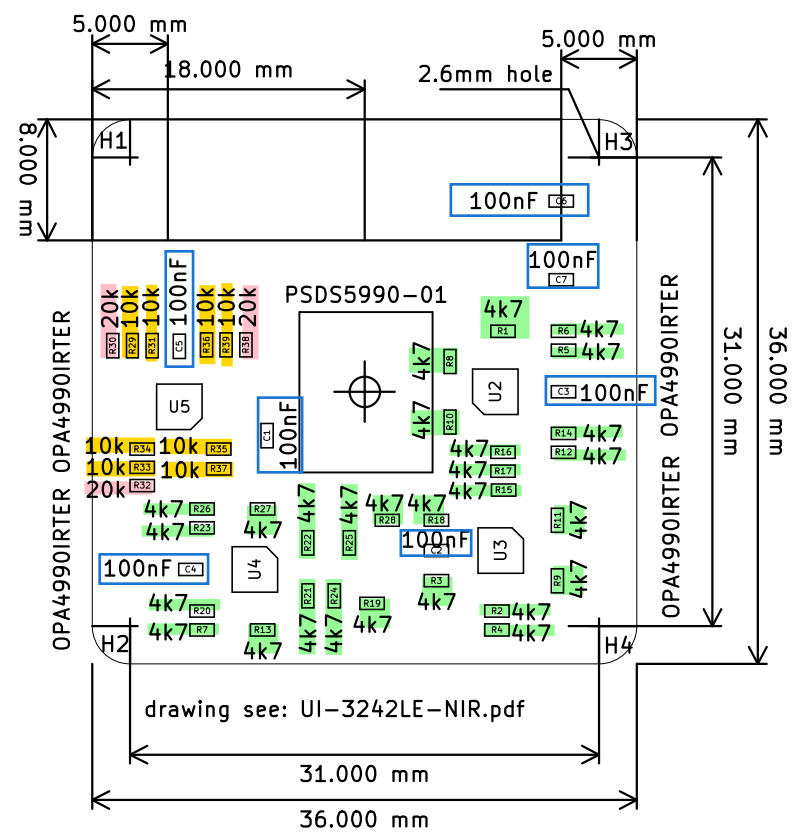 5.000 mm
5.000 mm
18.000 mm
2.6mm hole
8.000 mm
H1
H3
100nF C6
100nF
C7
PSDS5990-01
20k
10k
10k
100nF
10k
10k
20k
R30
R29
R31
C5
R36
R39
R38
4k7
R1
R6 4k7
R5 4k7
4k7 R8
OPA4990IRTER
OPA4990IRTER
31.000 mm
36.000 mm
U5
U2
C3 100nF
C1
100nF
4k7 R10
R14 4k7
R12 4k7
10k R34
10k R35
10k R33
10k R37
20k R32
4k7 R16
4k7 R17
4k7 R15
OPA4990IRTER
OPA4990IRTER
4k7 R26
4k7 R23
R27
4k7
4k7
R22
4k7
R25
4k7
R28
4k7
R18
100nF
C2
R11 4k7
U4
U3
100nF C4
R3
4k7
R9 4k7
4k7 R20
4k7 R7
R13
4k7
R21
4k7
R24
4k7
R19
4k7
R2 4k7
R4 4k7
H2
H4
drawing see: UI-3242LE-NIR.pdf
31.000 mm
36.000 mm